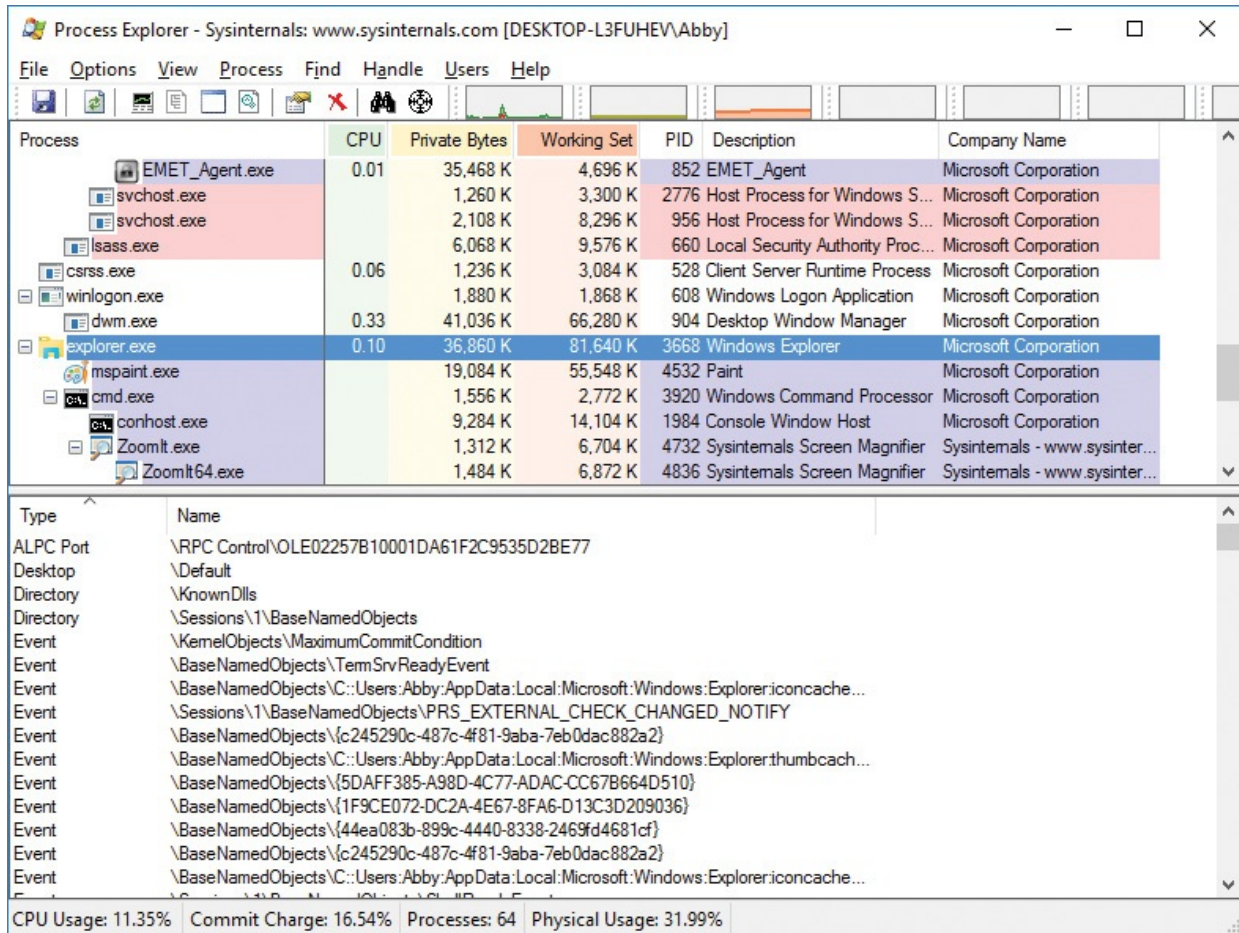 Process Explorer - Sysinternals: www.sysinternals.com [DESKTOP-L3FUHEV\Abby]
File Options View Process Find Handle Users Help
Process CPU Private Bytes Working Set PID Description Company Name
EMET_Agent.exe 0.01 35,468 K 4,696 K 852 EMET_Agent Microsoft Corporation
svchost.exe 1,260 K 3,300 K 2776 Host Process for Windows S... Microsoft Corporation
svchost.exe 2,108 K 8,296 K 956 Host Process for Windows S... Microsoft Corporation
lsass.exe 6,068 K 9,576 K 660 Local Security Authority Proc... Microsoft Corporation
csrss.exe 0.06 1,236 K 3,084 K 528 Client Server Runtime Process Microsoft Corporation
winlogon.exe 1,880 K 1,868 K 608 Windows Logon Application Microsoft Corporation
dwm.exe 0.33 41,036 K 66,280 K 904 Desktop Window Manager Microsoft Corporation
explorer.exe 0.10 36,860 K 81,640 K 3668 Windows Explorer Microsoft Corporation
mspaint.exe 19,084 K 55,548 K 4532 Paint Microsoft Corporation
cmd.exe 1,556 K 2,772 K 3920 Windows Command Processor Microsoft Corporation
conhost.exe 9,284 K 14,104 K 1984 Console Window Host Microsoft Corporation
ZoomIt.exe 1,312 K 6,704 K 4732 Sysinternals Screen Magnifier Sysinternals - www.sysinter...
ZoomIt64.exe 1,484 K 6,872 K 4836 Sysinternals Screen Magnifier Sysinternals - www.sysinter...
Type Name
ALPC Port \RPC Control\OLE02257B10001DA61F2C9535D2BE77
Desktop \Default
Directory \KnownDlls
Directory \Sessions\1\BaseNamedObjects
Event \KernelObjects\MaximumCommitCondition
Event \BaseNamedObjects\TermSrvReadyEvent
Event \BaseNamedObjects\C::Users:Abby:AppData:Local:Microsoft:Windows:Explorer:iconcache...
Event \Sessions\1\BaseNamedObjects\PRS_EXTERNAL_CHECK_CHANGED_NOTIFY
Event \BaseNamedObjects\{c245290c-487c-4f81-9aba-7eb0dac882a2}
Event \BaseNamedObjects\C::Users:Abby:AppData:Local:Microsoft:Windows:Explorer:thumbcach...
Event \BaseNamedObjects\{5DAFF385-A98D-4C77-ADAC-CC67B664D510}
Event \BaseNamedObjects\{1F9CE072-DC2A-4E67-8FA6-D13C3D209036}
Event \BaseNamedObjects\{44ea083b-899c-4440-8338-2469fd4681cf}
Event \BaseNamedObjects\{c245290c-487c-4f81-9aba-7eb0dac882a2}
Event \BaseNamedObjects\C::Users:Abby:AppData:Local:Microsoft:Windows:Explorer:iconcache...
CPU Usage: 11.35% Commit Charge: 16.54% Processes: 64 Physical Usage: 31.99%